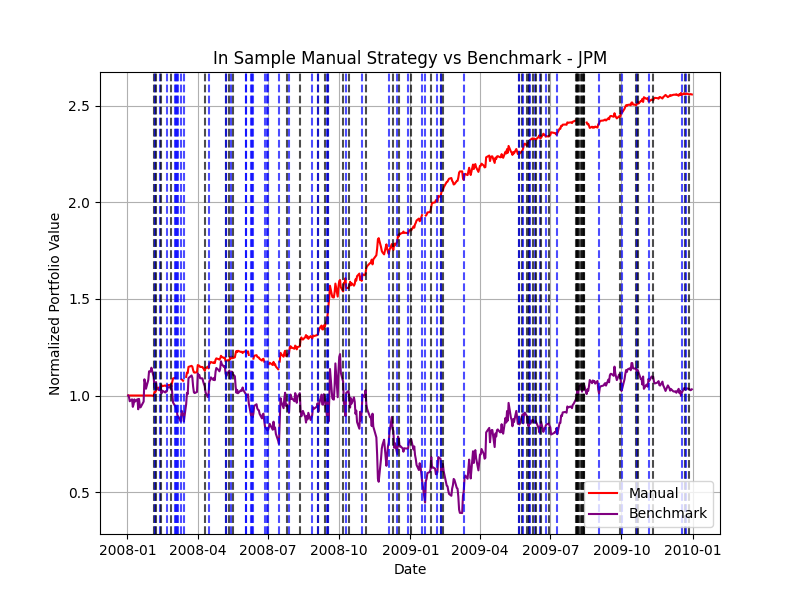 In Sample Manual Strategy vs Benchmark - JPM
Normalized Portfolio Value
2.5
2.0
1.5
1.0
0.5
Manual
Benchmark
2008-01 2008-04 2008-07 2008-10 2009-01 2009-04 2009-07 2009-10 2010-01
Date